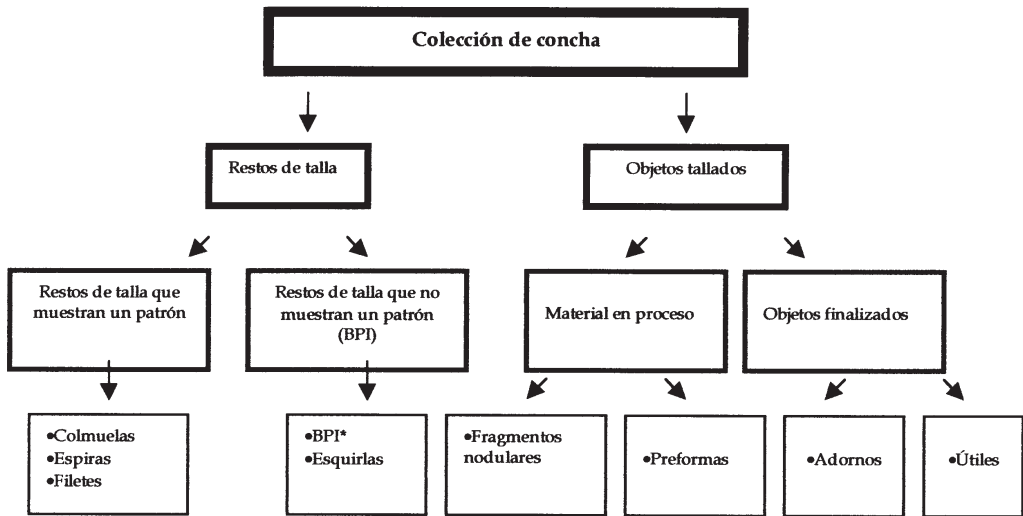 Colección de concha
Restos de talla
Objetos tallados
Restos de talla que
muestran un patrón
Restos de talla que no
muestran un patrón
(BPI)
Material en proceso
Objetos finalizados
•Colmuelas
•Espiras
•Filetes
•BPI*
•Esquirlas
•Fragmentos
nodulares
•Preformas
•Adornos
•Útiles